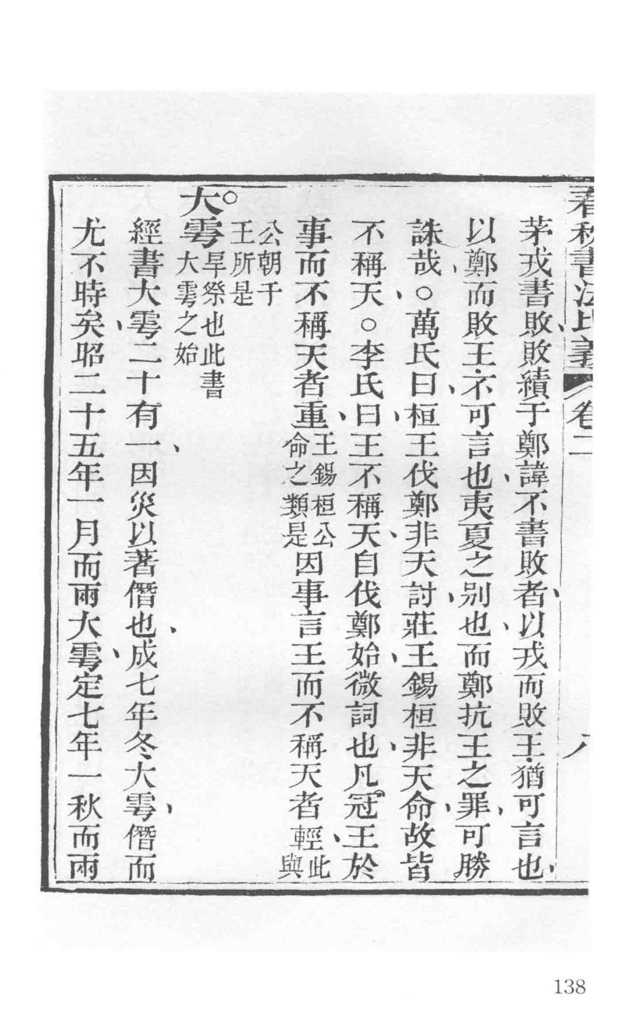 春秋書法鉤義 卷二 八
茅戎書敗敗績于鄭諱不書敗者以戎而敗王猶可言也
以鄭而敗王不可言也夷夏之别也而鄭抗王之罪可勝
誅哉○萬氏曰桓王伐鄭非天討莊王錫桓非天命故皆
不稱天○李氏曰王不稱天自伐鄭始微詞也凡冠王於
事而不稱天者重王錫桓公命之類是因事言王而不稱天者輕此與
公朝于王所是
大雩旱祭也此書大雩之始
經書大雩二十有一因災以著僭也成七年冬大雩僭而
尤不時矣昭二十五年一月而兩大雩定七年一秋而兩
138